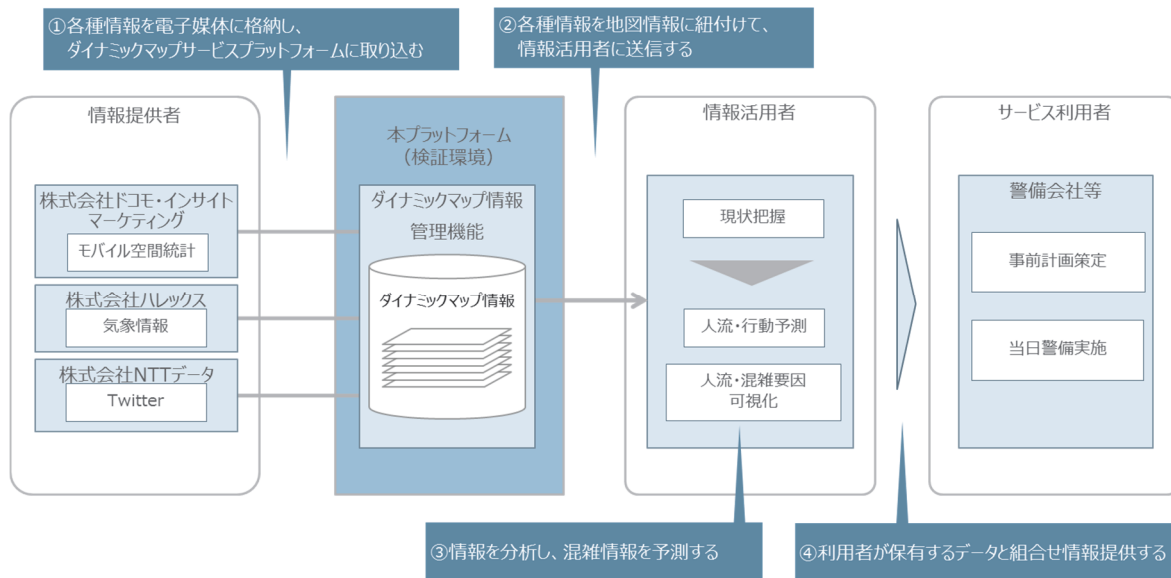 ①各種情報を電子媒体に格納し、
ダイナミックマップサービスプラットフォームに取り込む
②各種情報を地図情報に紐付けて、
情報活用者に送信する
情報提供者
株式会社ドコモ・インサイト
マーケティング
モバイル空間統計
株式会社ハレックス
気象情報
株式会社NTTデータ
Twitter
本プラットフォーム
（検証環境）
ダイナミックマップ情報
管理機能
ダイナミックマップ情報
情報活用者
現状把握
人流・行動予測
人流・混雑要因
可視化
サービス利用者
警備会社等
事前計画策定
当日警備実施
③情報を分析し、混雑情報を予測する
④利用者が保有するデータと組合せ情報提供する